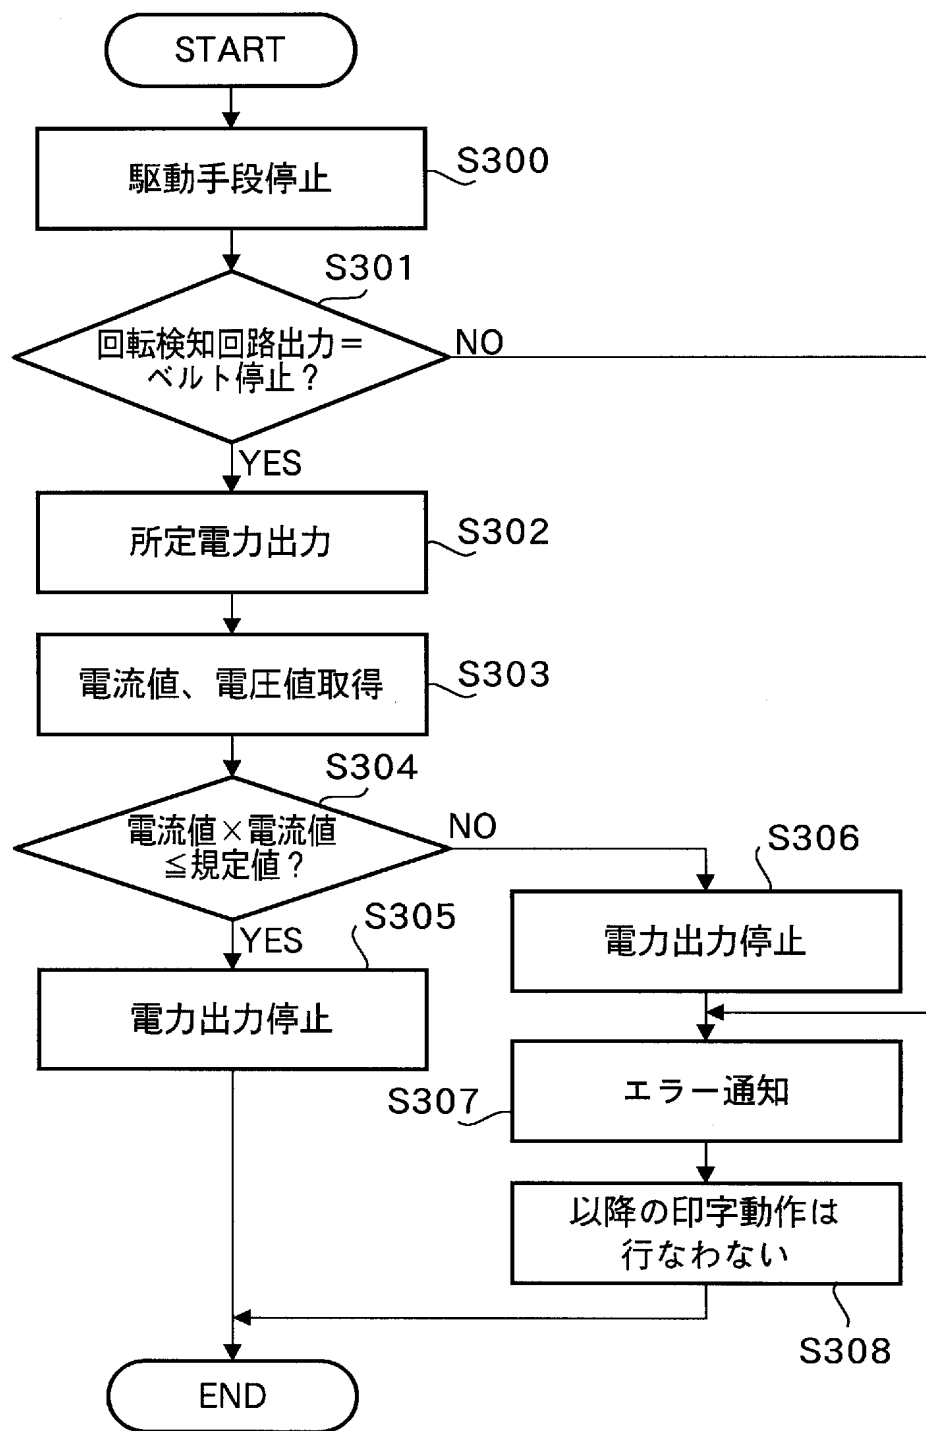 START
駆動手段停止
S300
S301
回転検知回路出力＝
ベルト停止？
NO
YES
所定電力出力
S302
電流値、電圧値取得
S303
S304
電流値×電流値
≦規定値？
NO
YES
S305
電力出力停止
S306
電力出力停止
エラー通知
S307
以降の印字動作は
行なわない
S308
END